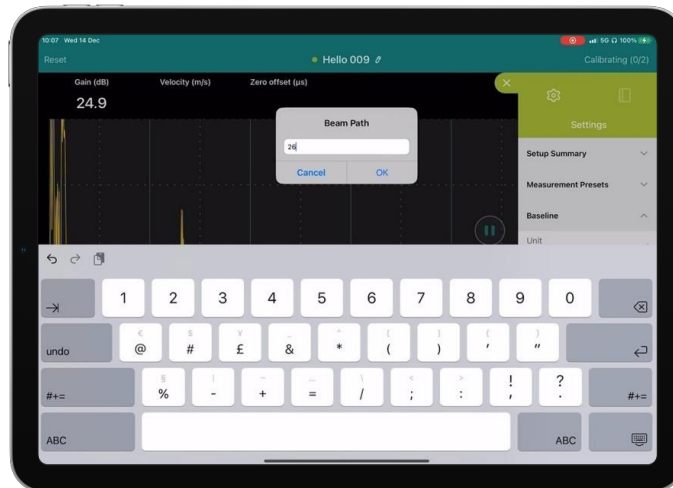 10:07 Wed 14 Dec
5G 100%
Reset
Hello 009
Calibrating (0/2)
Gain (dB)
Velocity (m/s)
Zero offset (µs)
24.9
Settings
Beam Path
26
Cancel
OK
Setup Summary
Measurement Presets
Baseline
Unit
1 2 3 4 5 6 7 8 9 0
undo
@ # £ & * ( ) ' "
#+=
% - + = / ; : ! , ? .
#+=
ABC
ABC